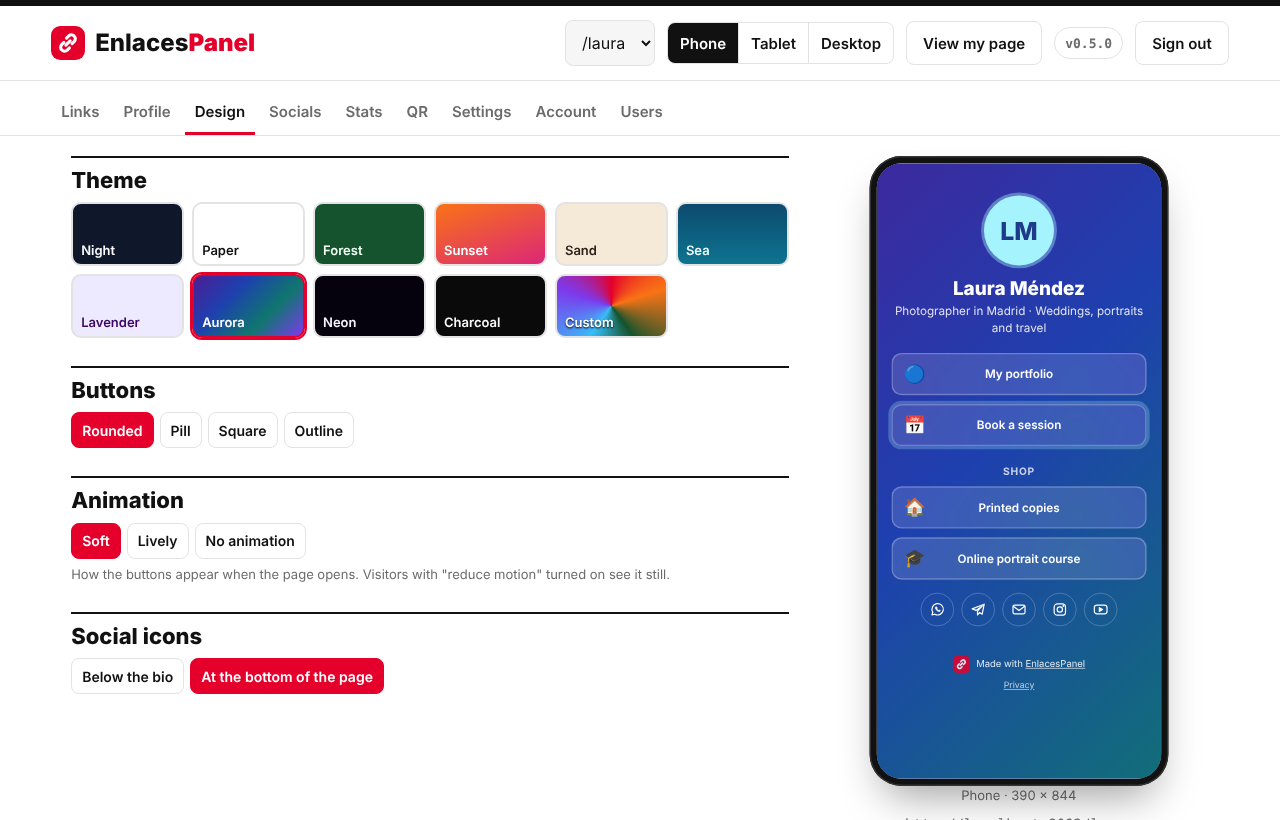 EnlacesPanel
/laura
Phone
Tablet
Desktop
View my page
v0.5.0
Sign out
Links
Profile
Design
Socials
Stats
QR
Settings
Account
Users
Theme
Night
Paper
Forest
Sunset
Sand
Sea
Lavender
Aurora
Neon
Charcoal
Custom
Buttons
Rounded
Pill
Square
Outline
Animation
Soft
Lively
No animation
How the buttons appear when the page opens. Visitors with "reduce motion" turned on see it still.
Social icons
Below the bio
At the bottom of the page
LM
Laura Méndez
Photographer in Madrid · Weddings, portraits
and travel
My portfolio
Book a session
SHOP
Printed copies
Online portrait course
Made with EnlacesPanel
Privacy
Phone · 390 × 844